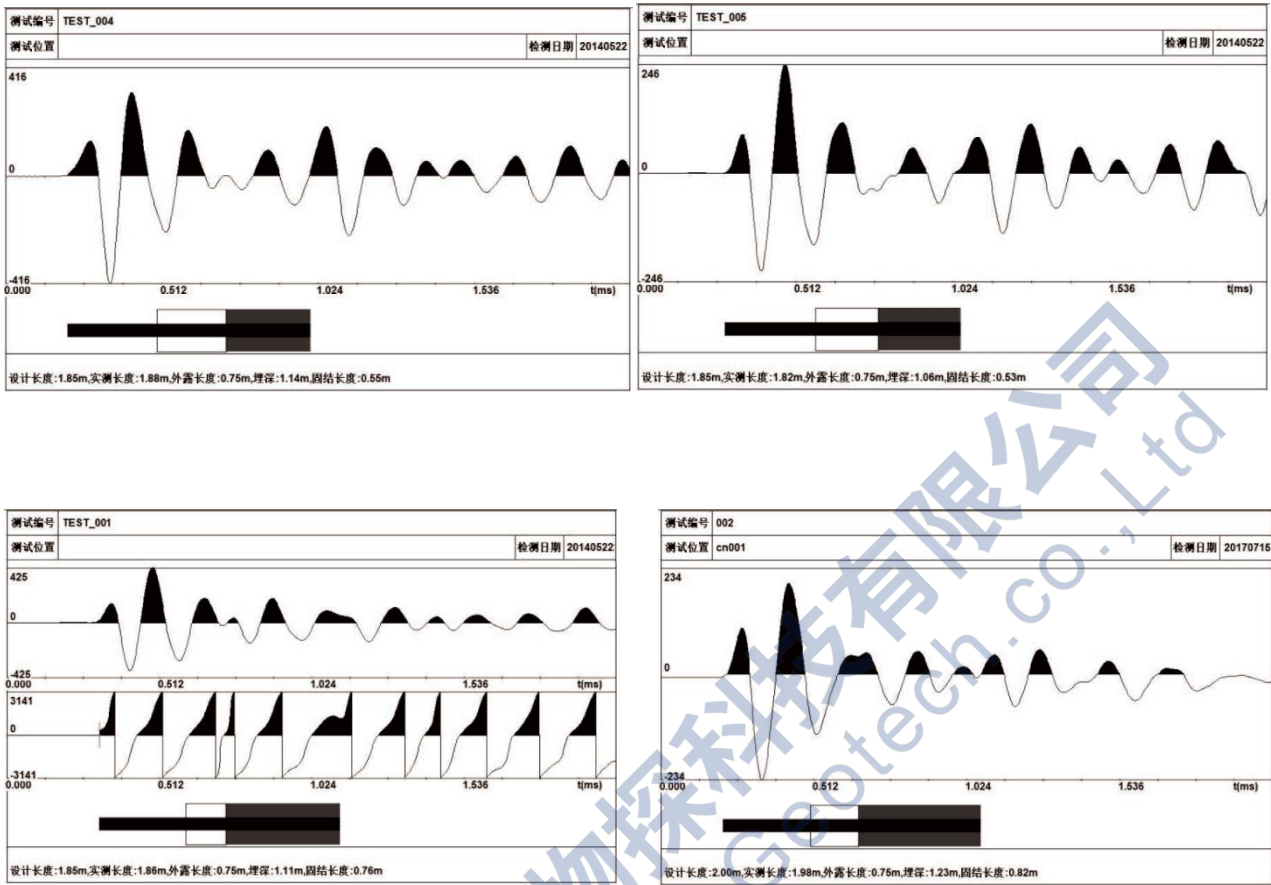 测试编号 TEST_004
测试位置 检测日期 20140522
416
0
-416
0.000 0.512 1.024 1.536 t(ms)
设计长度:1.85m,实测长度:1.88m,外露长度:0.75m,埋深:1.14m,固结长度:0.55m
测试编号 TEST_005
测试位置 检测日期 20140522
246
0
-246
0.000 0.512 1.024 1.536 t(ms)
设计长度:1.85m,实测长度:1.82m,外露长度:0.75m,埋深:1.06m,固结长度:0.53m
测试编号 TEST_001
测试位置 检测日期 20140522
425
0
-425
0.000 0.512 1.024 1.536 t(ms)
3141
0
-3141
0.000 0.512 1.024 1.536 t(ms)
设计长度:1.85m,实测长度:1.86m,外露长度:0.75m,埋深:1.11m,固结长度:0.76m
测试编号 002
测试位置 cn001 检测日期 20170715
234
0
-234
0.000 0.512 1.024 1.536 t(ms)
设计长度:2.00m,实测长度:1.98m,外露长度:0.75m,埋深:1.23m,固结长度:0.82m
物探科技有限公司
Geotech.co.,Ltd